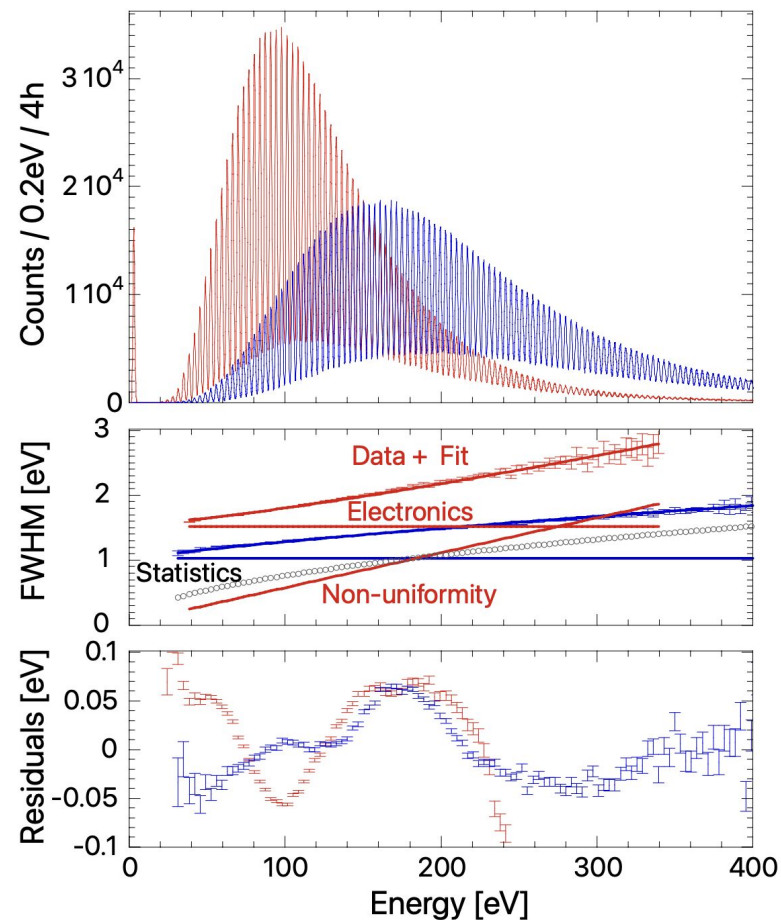 Counts / 0.2eV / 4h
3 10⁴
2 10⁴
1 10⁴
0
FWHM [eV]
3
2
1
0
Data + Fit
Electronics
Statistics
Non-uniformity
Residuals [eV]
0.1
0.05
0
-0.05
-0.1
0 100 200 300 400
Energy [eV]